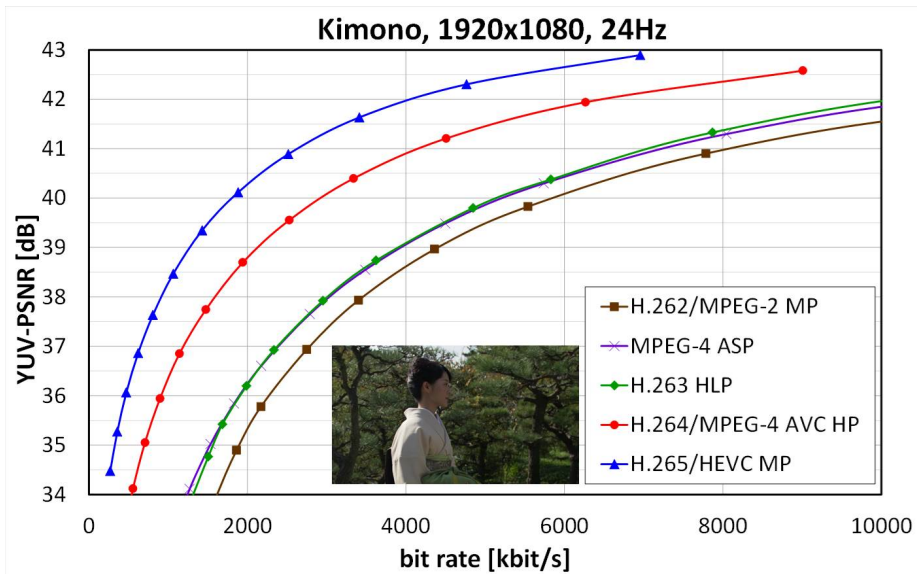 Kimono, 1920x1080, 24Hz
YUV-PSNR [dB]
43
42
41
40
39
38
37
36
35
34
H.262/MPEG-2 MP
MPEG-4 ASP
H.263 HLP
H.264/MPEG-4 AVC HP
H.265/HEVC MP
0 2000 4000 6000 8000 10000
bit rate [kbit/s]